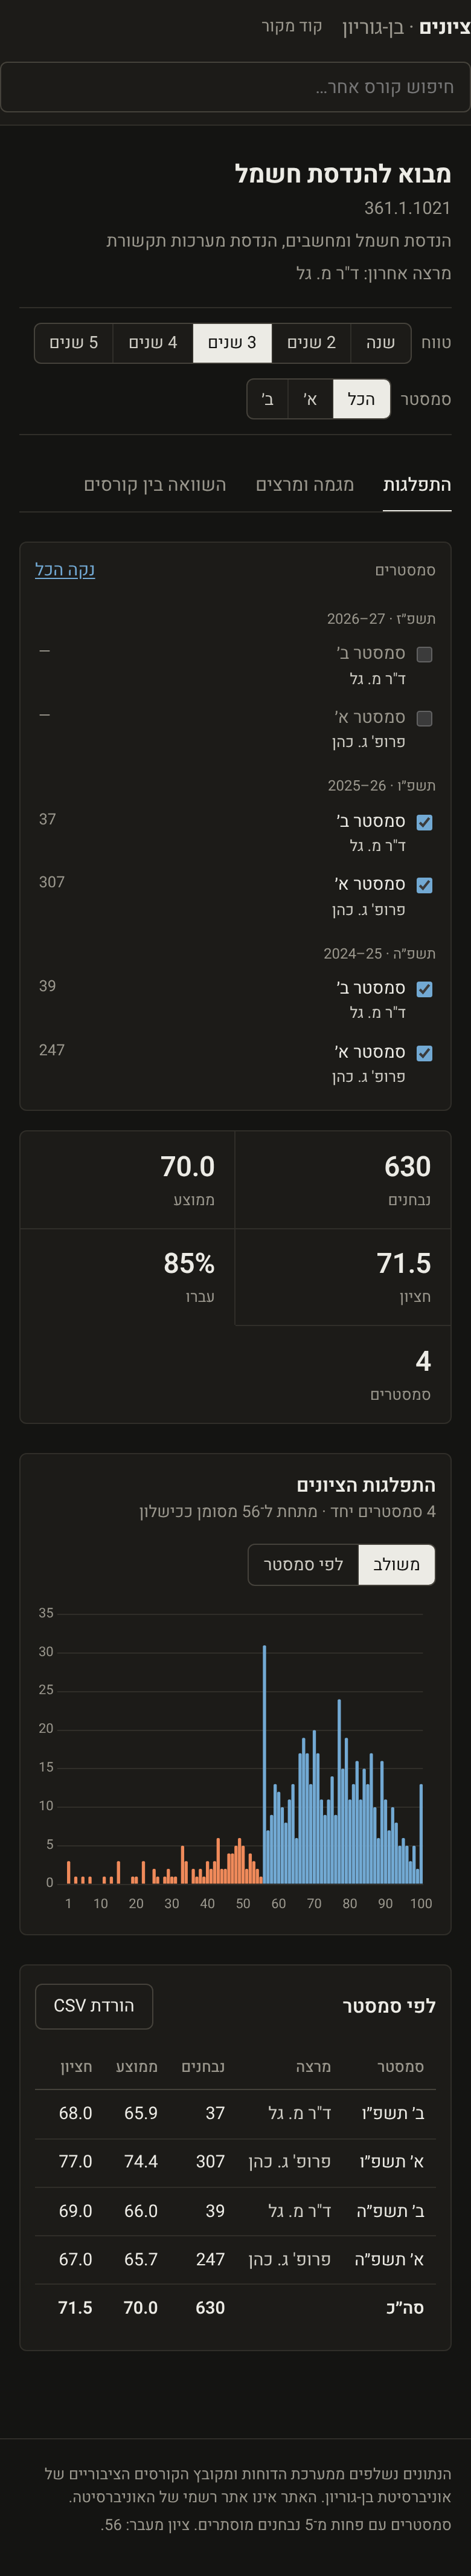 ציונים · בן-גוריון קוד מקור
חיפוש קורס אחר...
מבוא להנדסת חשמל
361.1.1021
הנדסת חשמל ומחשבים, הנדסת מערכות תקשורת
מרצה אחרון: ד"ר מ. גל
טווח שנה 2 שנים 3 שנים 4 שנים 5 שנים
סמסטר הכל א׳ ב׳
התפלגות מגמה ומרצים השוואה בין קורסים
סמסטרים נקה הכל
תשפ״ז · 2026–27
סמסטר ב׳ —
ד"ר מ. גל
סמסטר א׳ —
פרופ' ג. כהן
תשפ״ו · 2025–26
סמסטר ב׳ 37
ד"ר מ. גל
סמסטר א׳ 307
פרופ' ג. כהן
תשפ״ה · 2024–25
סמסטר ב׳ 39
ד"ר מ. גל
סמסטר א׳ 247
פרופ' ג. כהן
630 70.0
נבחנים ממוצע
71.5 85%
חציון עברו
4
סמסטרים
התפלגות הציונים
4 סמסטרים יחד · מתחת ל־56 מסומן ככישלון
משולב לפי סמסטר
35
30
25
20
15
10
5
0
1 10 20 30 40 50 60 70 80 90 100
לפי סמסטר הורדת CSV
סמסטר מרצה נבחנים ממוצע חציון
ב׳ תשפ״ו ד"ר מ. גל 37 65.9 68.0
א׳ תשפ״ו פרופ' ג. כהן 307 74.4 77.0
ב׳ תשפ״ה ד"ר מ. גל 39 66.0 69.0
א׳ תשפ״ה פרופ' ג. כהן 247 65.7 67.0
סה״כ 630 70.0 71.5
הנתונים נשלפים ממערכת הדוחות ומקובץ הקורסים הציבוריים של
אוניברסיטת בן-גוריון. האתר אינו אתר רשמי של האוניברסיטה.
סמסטרים עם פחות מ־5 נבחנים מוסתרים. ציון מעבר: 56.